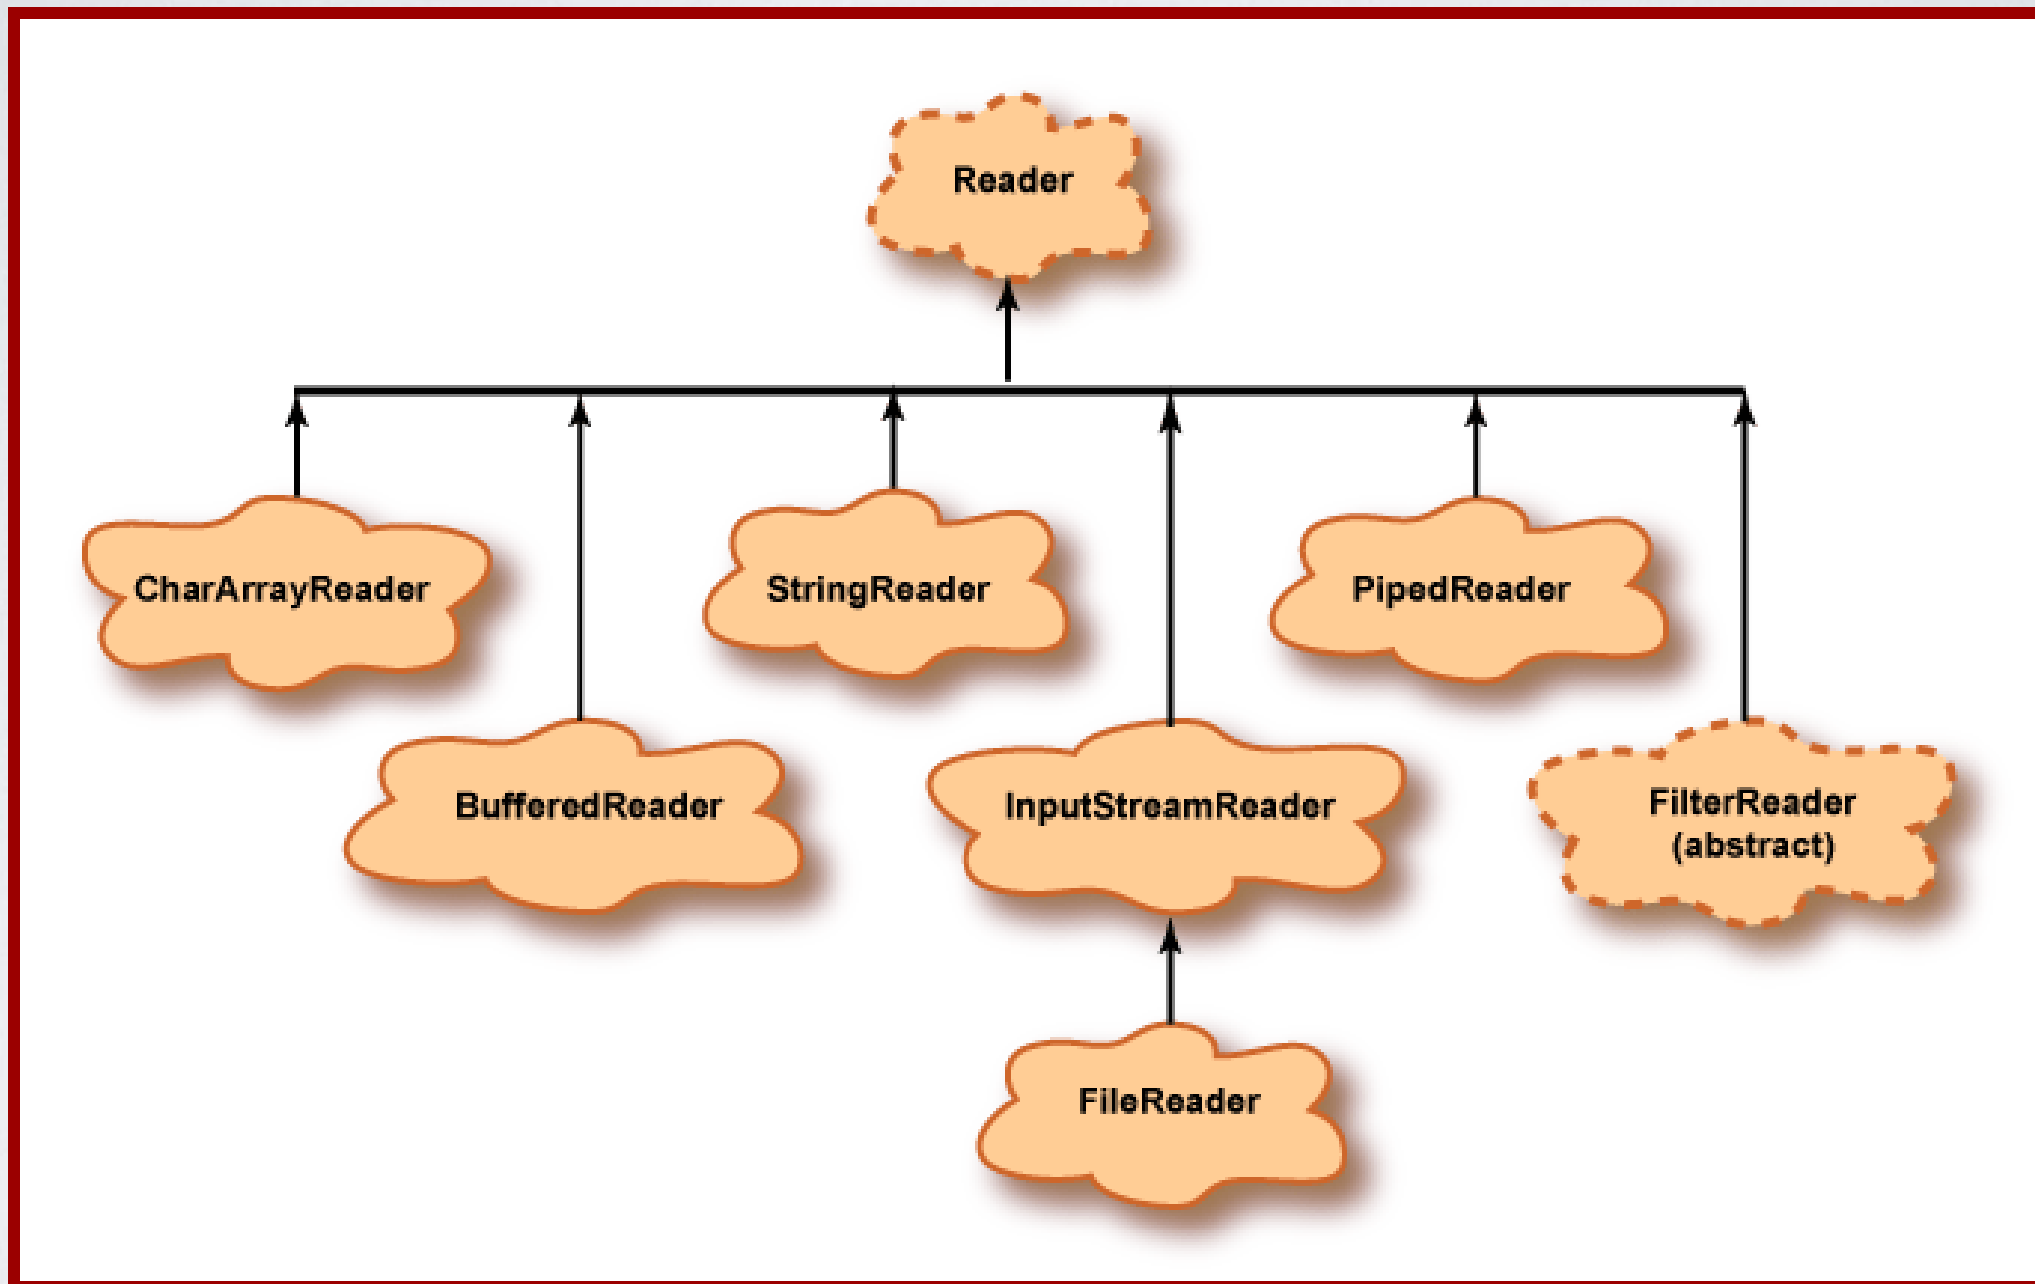 Reader
CharArrayReader
StringReader
PipedReader
BufferedReader
InputStreamReader
FilterReader
(abstract)
FileReader